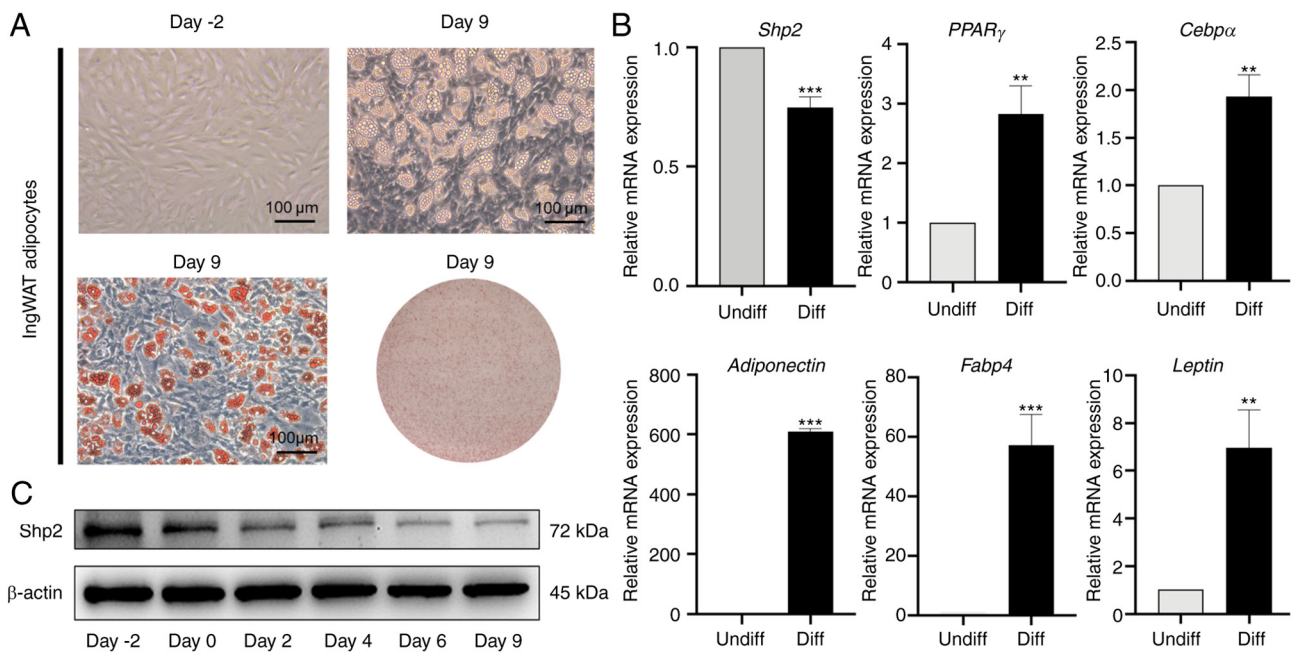 A
Day -2
Day 9
IngWAT adipocytes
100 μm
100 μm
Day 9
Day 9
100μm
B
Shp2
Relative mRNA expression
1.0
0.5
0.0
***
Undiff
Diff
PPARγ
Relative mRNA expression
4
3
2
1
0
**
Undiff
Diff
Cebpα
Relative mRNA expression
2.5
2.0
1.5
1.0
0.5
0.0
**
Undiff
Diff
Adiponectin
Relative mRNA expression
800
600
400
200
0
***
Undiff
Diff
Fabp4
Relative mRNA expression
80
60
40
20
0
***
Undiff
Diff
Leptin
Relative mRNA expression
10
8
6
4
2
0
**
Undiff
Diff
C
Shp2
72 kDa
β-actin
45 kDa
Day -2
Day 0
Day 2
Day 4
Day 6
Day 9